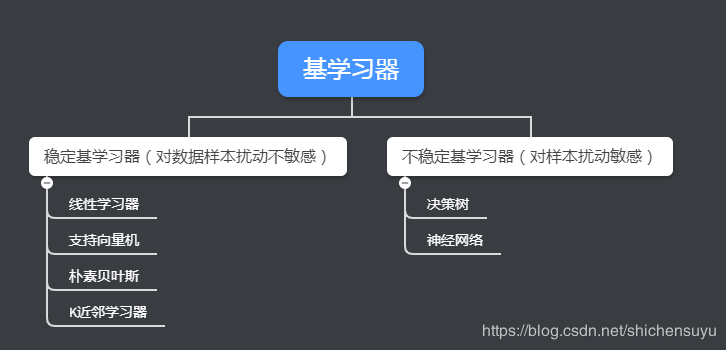 基学习器
稳定基学习器（对数据样本扰动不敏感）
线性学习器
支持向量机
朴素贝叶斯
K近邻学习器
不稳定基学习器（对样本扰动敏感）
决策树
神经网络
https://blog.csdn.net/shichensuyu